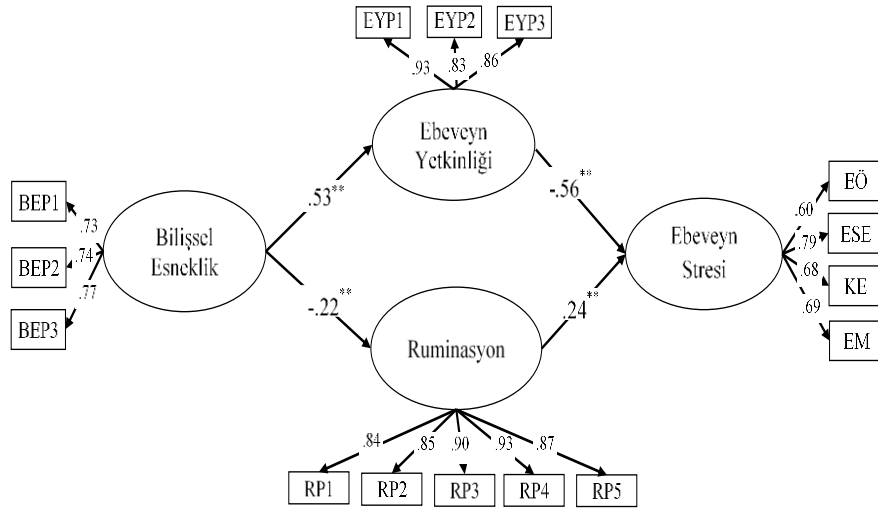 EYP1
EYP2
EYP3
.93
.83
.86
Ebeveyn
Yetkinliği
.53**
-.56**
BEP1
BEP2
BEP3
.73
.74
.77
Bilişsel
Esneklik
Ebeveyn
Stresi
.60
.79
.68
.69
EÖ
ESE
KE
EM
-.22**
.24**
Ruminasyon
.84
.85
.90
.93
.87
RP1
RP2
RP3
RP4
RP5